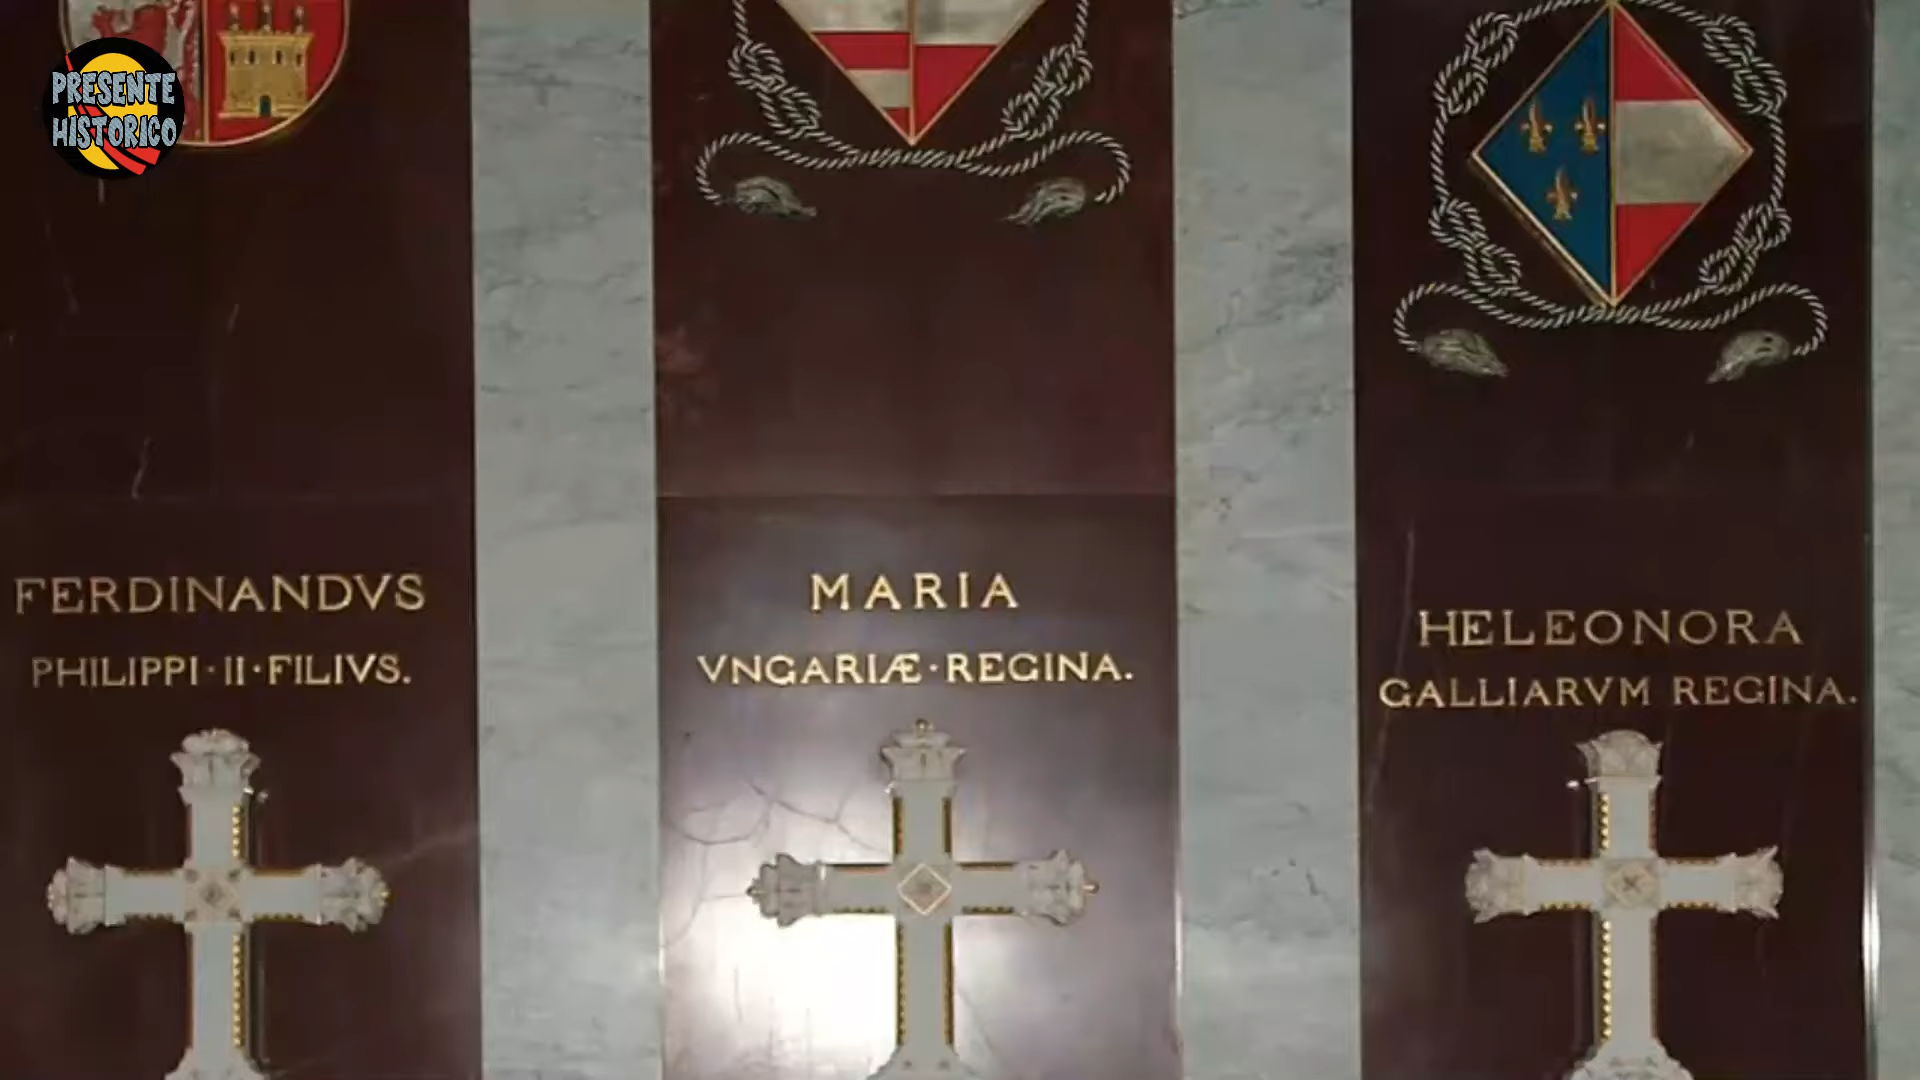 PRESENTE
HISTORICO
FERDINANDVS
PHILIPPI·II·FILIVS.
MARIA
VNGARIÆ·REGINA.
HELEONORA
GALLIARVM REGINA.